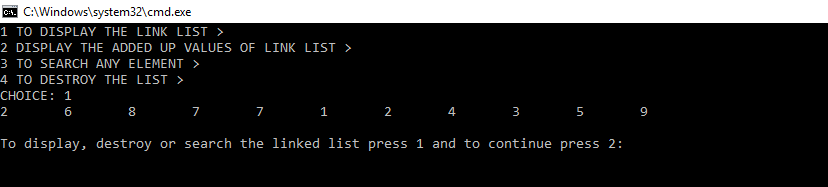 C:\Windows\system32\cmd.exe
1 TO DISPLAY THE LINK LIST >
2 DISPLAY THE ADDED UP VALUES OF LINK LIST >
3 TO SEARCH ANY ELEMENT >
4 TO DESTROY THE LIST >
CHOICE: 1
2 6 8 7 7 1 2 4 3 5 9
To display, destroy or search the linked list press 1 and to continue press 2: